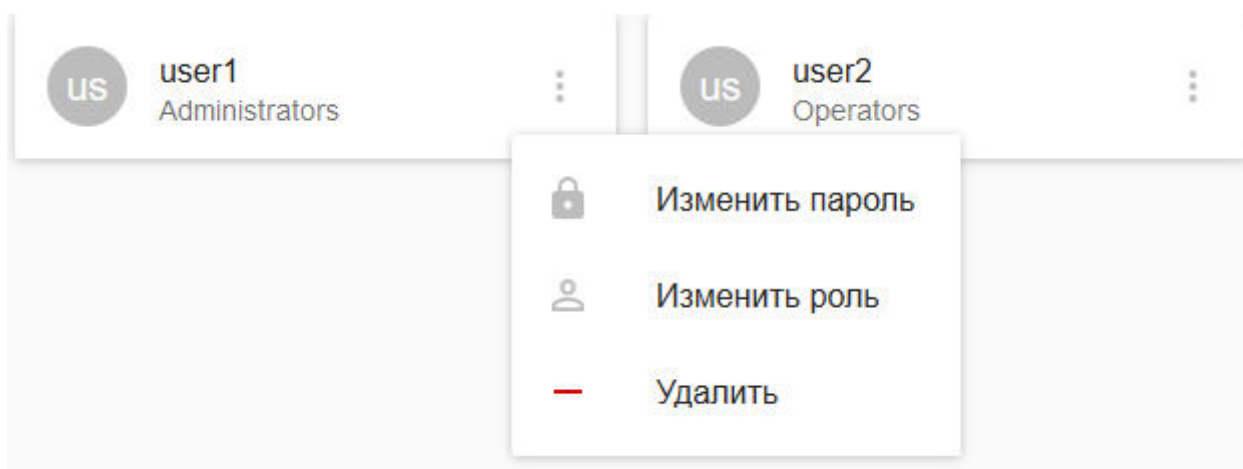 us
user1
Administrators
us
user2
Operators
Изменить пароль
Изменить роль
Удалить